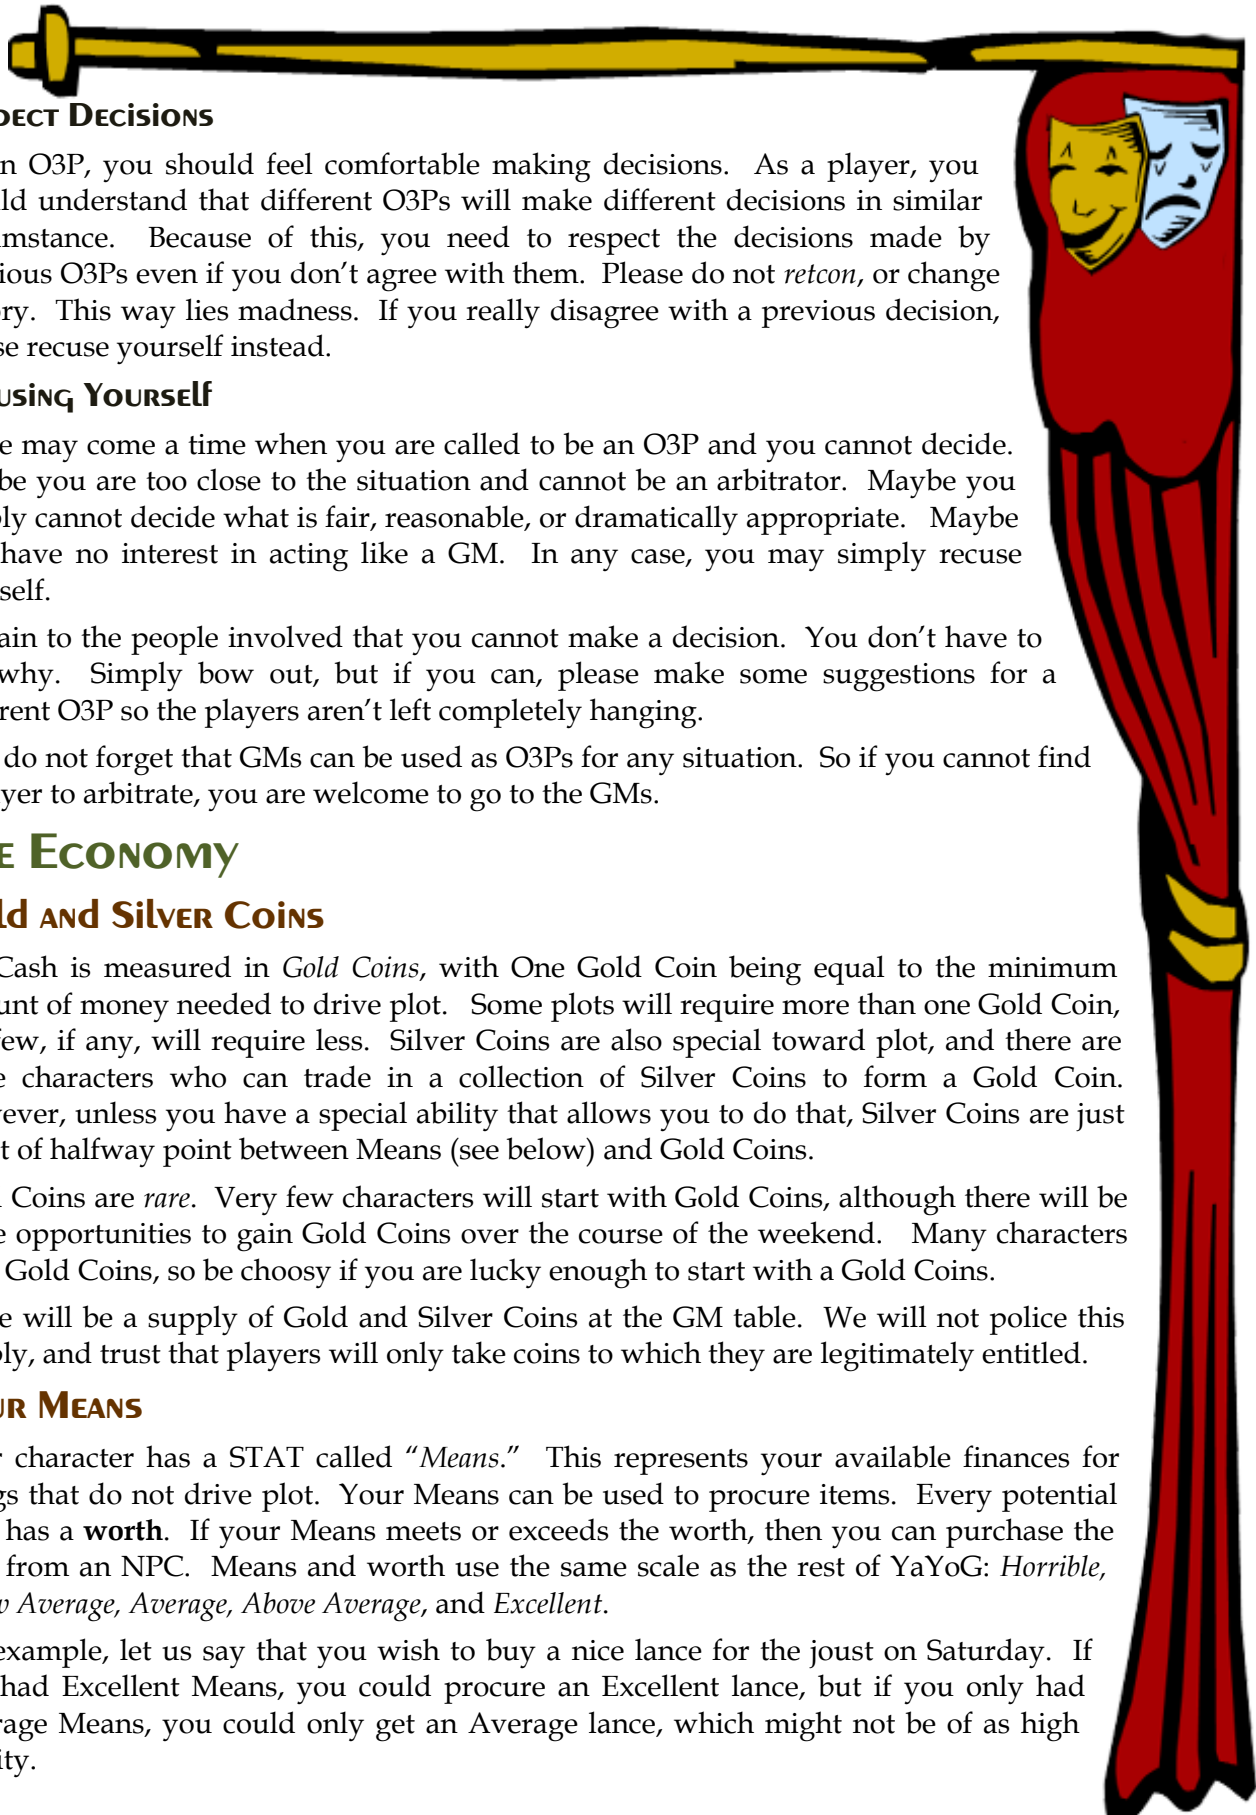 pect Decisions
n O3P, you should feel comfortable making decisions. As a player, you
ld understand that different O3Ps will make different decisions in similar
mstance. Because of this, you need to respect the decisions made by
ious O3Ps even if you don't agree with them. Please do not retcon, or change
ry. This way lies madness. If you really disagree with a previous decision,
se recuse yourself instead.
using Yourself
e may come a time when you are called to be an O3P and you cannot decide.
be you are too close to the situation and cannot be an arbitrator. Maybe you
ply cannot decide what is fair, reasonable, or dramatically appropriate. Maybe
have no interest in acting like a GM. In any case, you may simply recuse
self.
ain to the people involved that you cannot make a decision. You don't have to
why. Simply bow out, but if you can, please make some suggestions for a
rent O3P so the players aren't left completely hanging.
do not forget that GMs can be used as O3Ps for any situation. So if you cannot find
yer to arbitrate, you are welcome to go to the GMs.
e Economy
ld and Silver Coins
Cash is measured in Gold Coins, with One Gold Coin being equal to the minimum
unt of money needed to drive plot. Some plots will require more than one Gold Coin,
few, if any, will require less. Silver Coins are also special toward plot, and there are
e characters who can trade in a collection of Silver Coins to form a Gold Coin.
ever, unless you have a special ability that allows you to do that, Silver Coins are just
t of halfway point between Means (see below) and Gold Coins.
Coins are rare. Very few characters will start with Gold Coins, although there will be
e opportunities to gain Gold Coins over the course of the weekend. Many characters
Gold Coins, so be choosy if you are lucky enough to start with a Gold Coins.
e will be a supply of Gold and Silver Coins at the GM table. We will not police this
ply, and trust that players will only take coins to which they are legitimately entitled.
ur Means
r character has a STAT called "Means." This represents your available finances for
gs that do not drive plot. Your Means can be used to procure items. Every potential
has a worth. If your Means meets or exceeds the worth, then you can purchase the
from an NPC. Means and worth use the same scale as the rest of YaYoG: Horrible,
w Average, Average, Above Average, and Excellent.
example, let us say that you wish to buy a nice lance for the joust on Saturday. If
had Excellent Means, you could procure an Excellent lance, but if you only had
rage Means, you could only get an Average lance, which might not be of as high
ity.